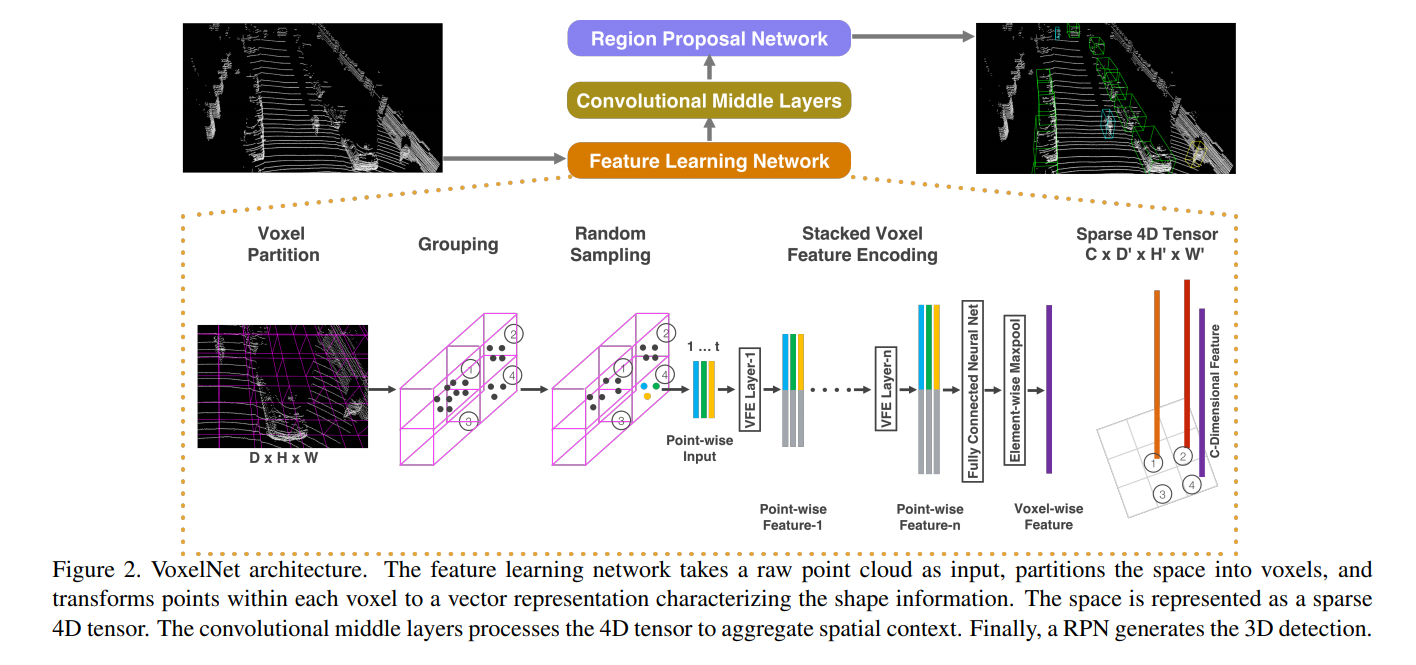 Region Proposal Network
Convolutional Middle Layers
Feature Learning Network
Voxel
Partition
Grouping
Random
Sampling
Stacked Voxel
Feature Encoding
Sparse 4D Tensor
C x D' x H' x W'
D x H x W
1
2
3
4
1
2
3
4
1 ... t
Point-wise
Input
VFE Layer-1
Point-wise
Feature-1
VFE Layer-n
Point-wise
Feature-n
Fully Connected Neural Net
Element-wise Maxpool
Voxel-wise
Feature
1
2
3
4
C-Dimensional Feature
Figure 2. VoxelNet architecture. The feature learning network takes a raw point cloud as input, partitions the space into voxels, and
transforms points within each voxel to a vector representation characterizing the shape information. The space is represented as a sparse
4D tensor. The convolutional middle layers processes the 4D tensor to aggregate spatial context. Finally, a RPN generates the 3D detection.